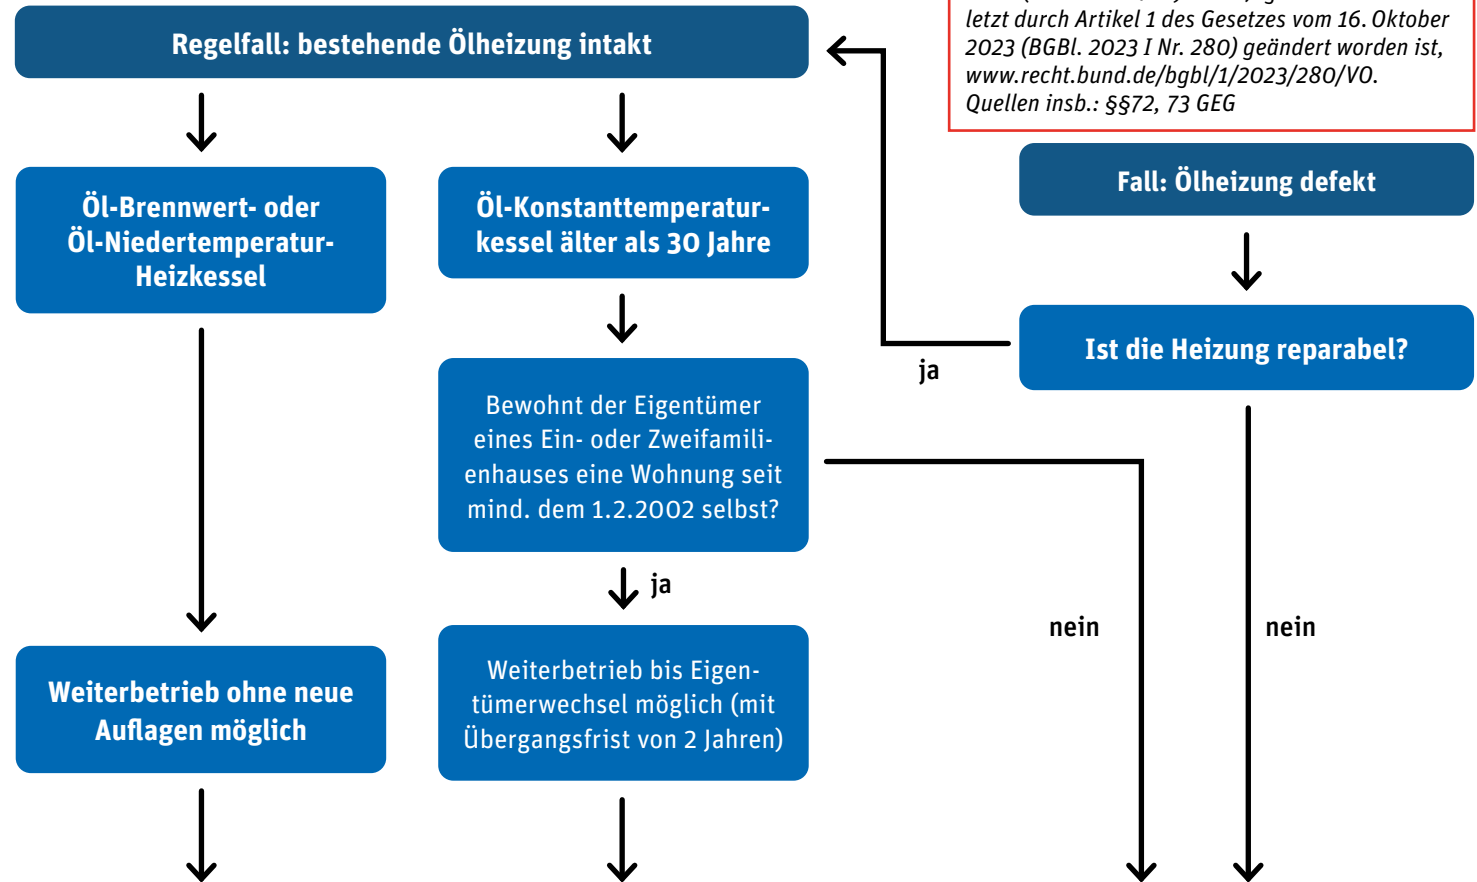 letzt durch Artikel 1 des Gesetzes vom 16. Oktober
2023 (BGBl. 2023 I Nr. 280) geändert worden ist,
www.recht.bund.de/bgbl/1/2023/280/VO.
Quellen insb.: §§72, 73 GEG
Regelfall: bestehende Ölheizung intakt
Öl-Brennwert- oder
Öl-Niedertemperatur-
Heizkessel
Öl-Konstanttemperatur-
kessel älter als 30 Jahre
Fall: Ölheizung defekt
Ist die Heizung reparabel?
ja
Bewohnt der Eigentümer
eines Ein- oder Zweifamili-
enhauses eine Wohnung seit
mind. dem 1.2.2002 selbst?
ja
nein
nein
Weiterbetrieb ohne neue
Auflagen möglich
Weiterbetrieb bis Eigen-
tümerwechsel möglich (mit
Übergangsfrist von 2 Jahren)